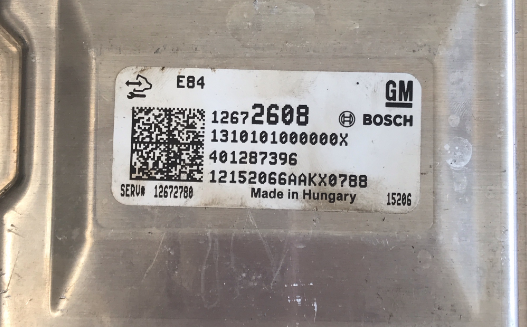 E84
GM
12672608 BOSCH
1310101000000X
401287396
12152066AAKX0788
SERV# 12672780 Made in Hungary 15206